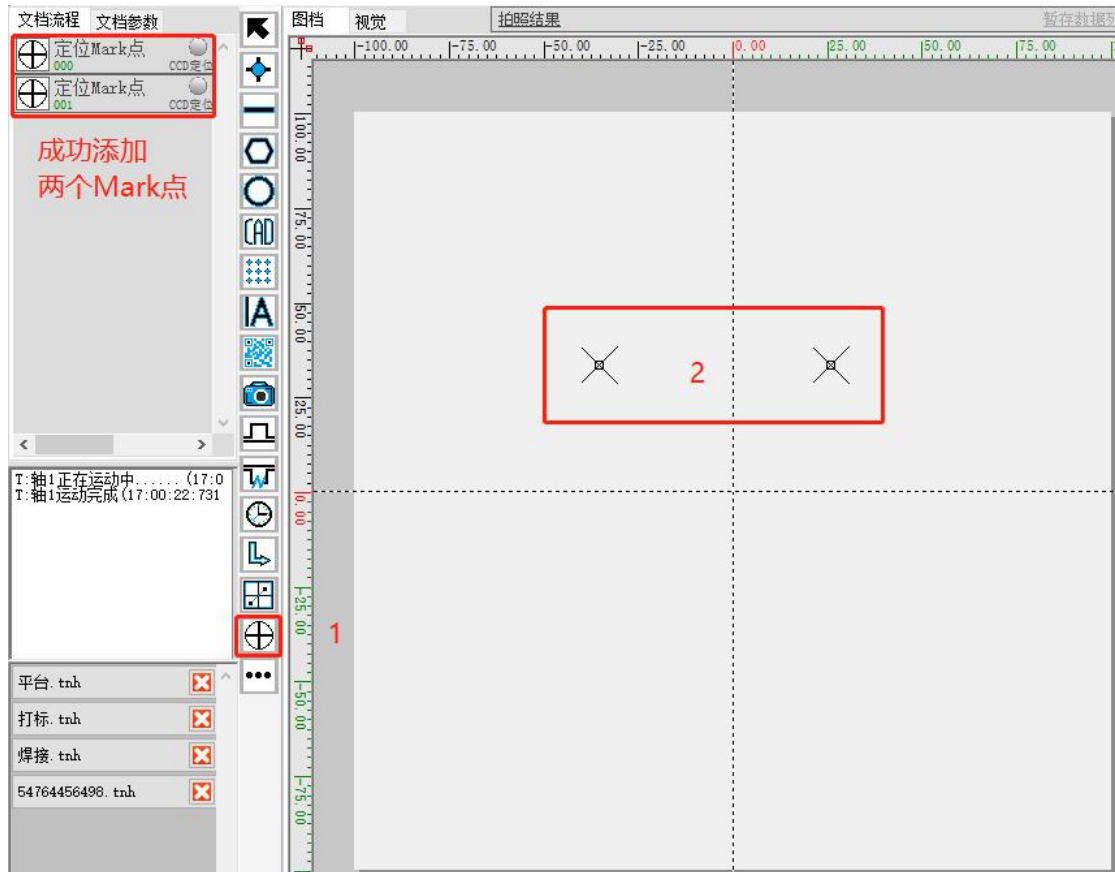 文档流程 文档参数
定位Mark点
000 CCD定位
定位Mark点
001 CCD定位
成功添加
两个Mark点
T:轴1正在运动中......(17:0
T:轴1运动完成(17:00:22:731
平台.tnh
打标.tnh
焊接.tnh
54764456498.tnh
CAD
A
1
图档 视觉 拍照结果 暂存数据
-100.00 -75.00 -50.00 -25.00 0.00 25.00 50.00 75.00
100.00
75.00
50.00
25.00
0.00
-25.00
-50.00
-75.00
2